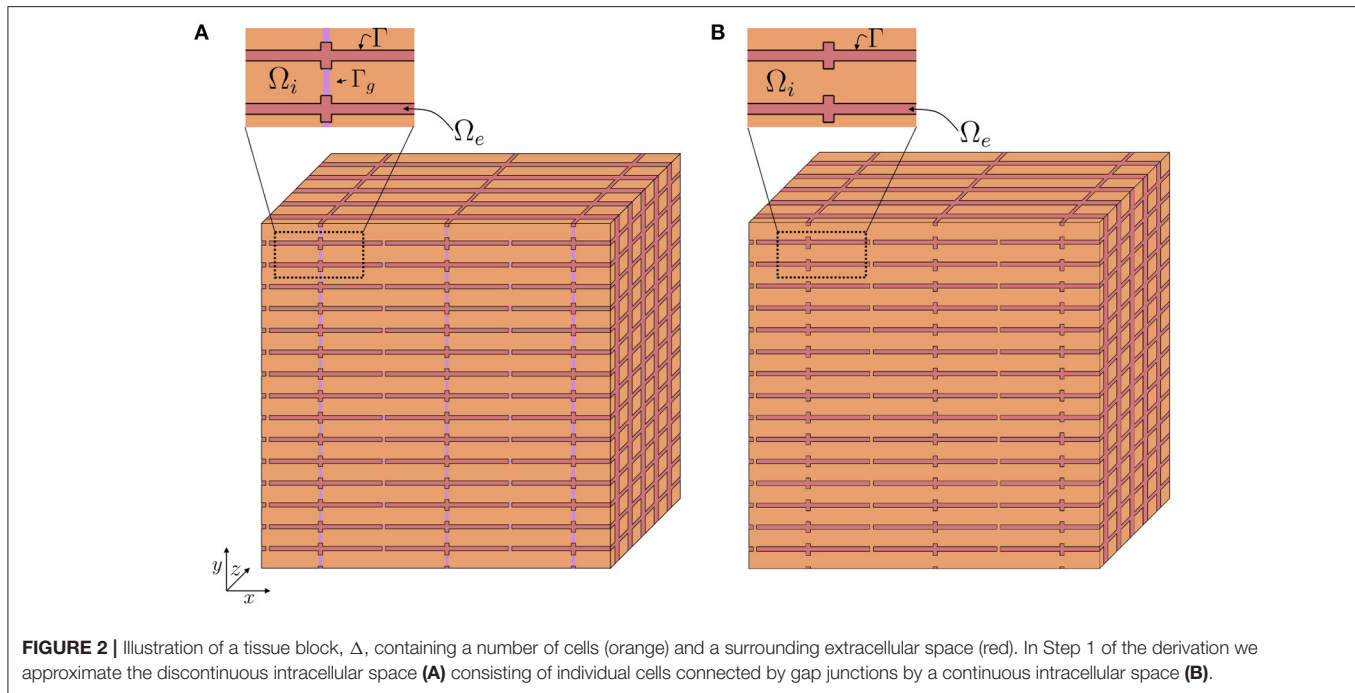 A
Γ
Ω_i
Γ_g
Ω_e
B
Γ
Ω_i
Ω_e
y
z
x
FIGURE 2 | Illustration of a tissue block, Δ, containing a number of cells (orange) and a surrounding extracellular space (red). In Step 1 of the derivation we
approximate the discontinuous intracellular space (A) consisting of individual cells connected by gap junctions by a continuous intracellular space (B).